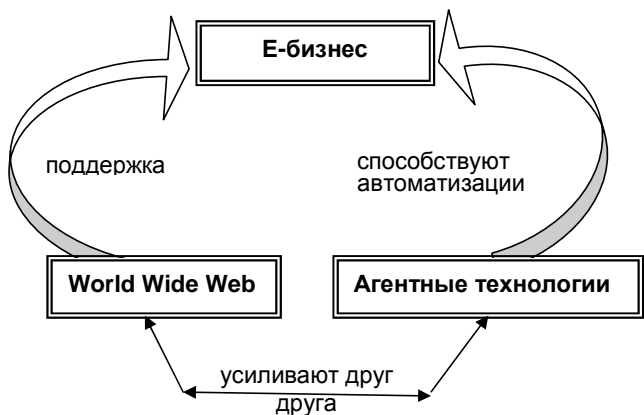 Е-бизнес
поддержка
способствуют
автоматизации
World Wide Web
Агентные технологии
усиливают друг
друга